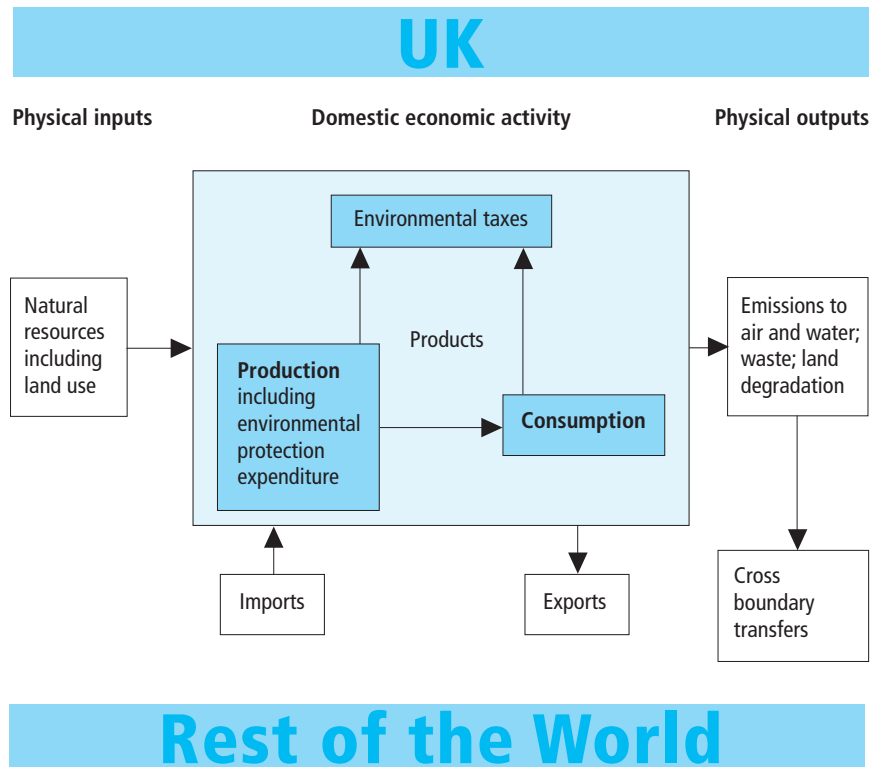 UK
Physical inputs
Domestic economic activity
Physical outputs
Environmental taxes
Natural
resources
including
land use
Products
Production
including
environmental
protection
expenditure
Consumption
Emissions to
air and water;
waste; land
degradation
Imports
Exports
Cross
boundary
transfers
Rest of the World